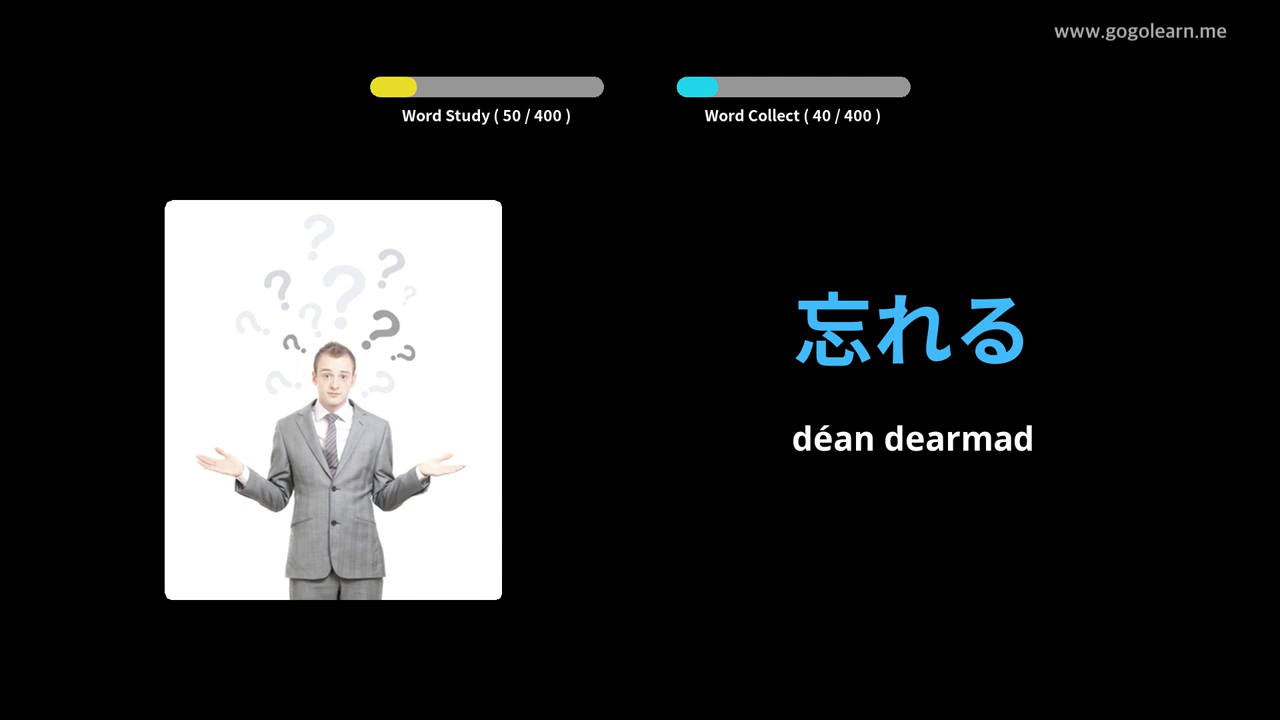 www.gogolearn.me
Word Study ( 50 / 400 )
Word Collect ( 40 / 400 )
忘れる
déan dearmad